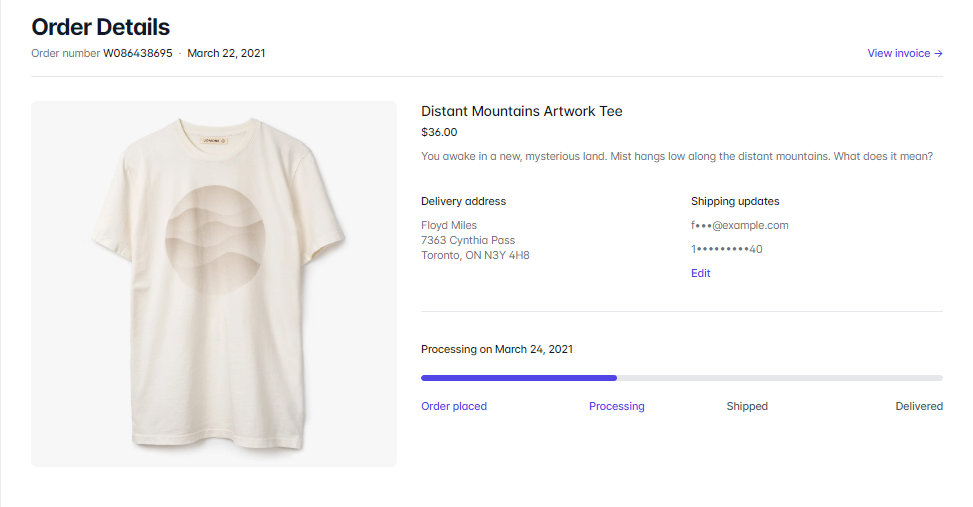 Order Details
Order number W086438695 · March 22, 2021
View invoice →
Distant Mountains Artwork Tee
$36.00
You awake in a new, mysterious land. Mist hangs low along the distant mountains. What does it mean?
Delivery address
Floyd Miles
7363 Cynthia Pass
Toronto, ON N3Y 4H8
Shipping updates
f•••@example.com
1•••••••••40
Edit
Processing on March 24, 2021
Order placed
Processing
Shipped
Delivered